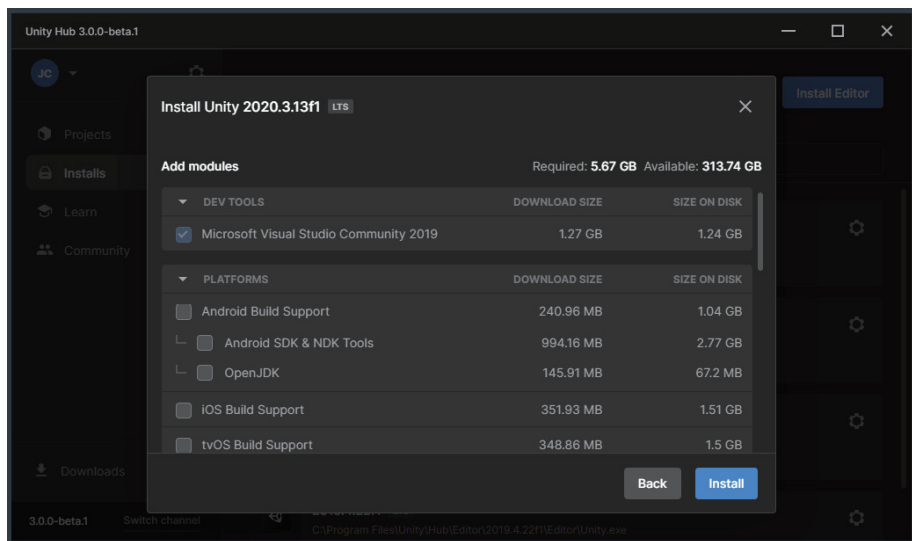 Unity Hub 3.0.0-beta.1
JC
Install Editor
Projects
Installs
Learn
Community
Downloads
3.0.0-beta.1 Switch channel
Install Unity 2020.3.13f1 LTS
Add modules Required: 5.67 GB Available: 313.74 GB
DEV TOOLS DOWNLOAD SIZE SIZE ON DISK
Microsoft Visual Studio Community 2019 1.27 GB 1.24 GB
PLATFORMS DOWNLOAD SIZE SIZE ON DISK
Android Build Support 240.96 MB 1.04 GB
Android SDK & NDK Tools 994.16 MB 2.77 GB
OpenJDK 145.91 MB 67.2 MB
iOS Build Support 351.93 MB 1.51 GB
tvOS Build Support 348.86 MB 1.5 GB
Back Install
C:\Program Files\Unity\Hub\Editor\2019.4.22f1\Editor\Unity.exe